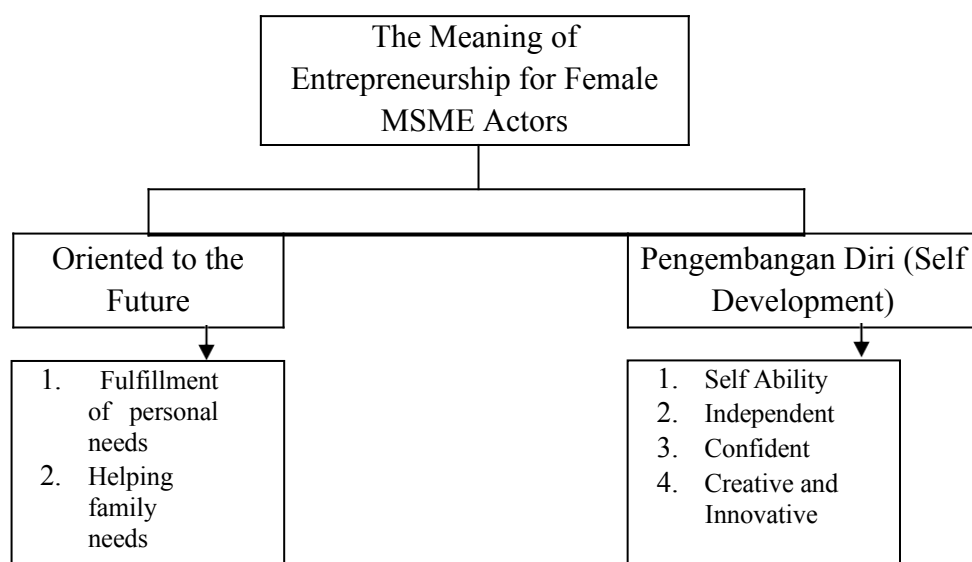 The Meaning of
Entrepreneurship for Female
MSME Actors
Oriented to the
Future
Pengembangan Diri (Self
Development)
1. Fulfillment
of personal
needs
2. Helping
family
needs
1. Self Ability
2. Independent
3. Confident
4. Creative and
Innovative